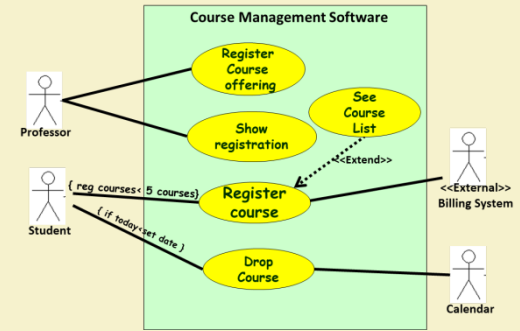 Course Management Software
Register
Course
offering
See
Course
List
Professor
Show
registration
<<Extend>>
{ reg courses< 5 courses}
Register
course
<<External>>
Billing System
Student
{ if today<set date }
Drop
Course
Calendar